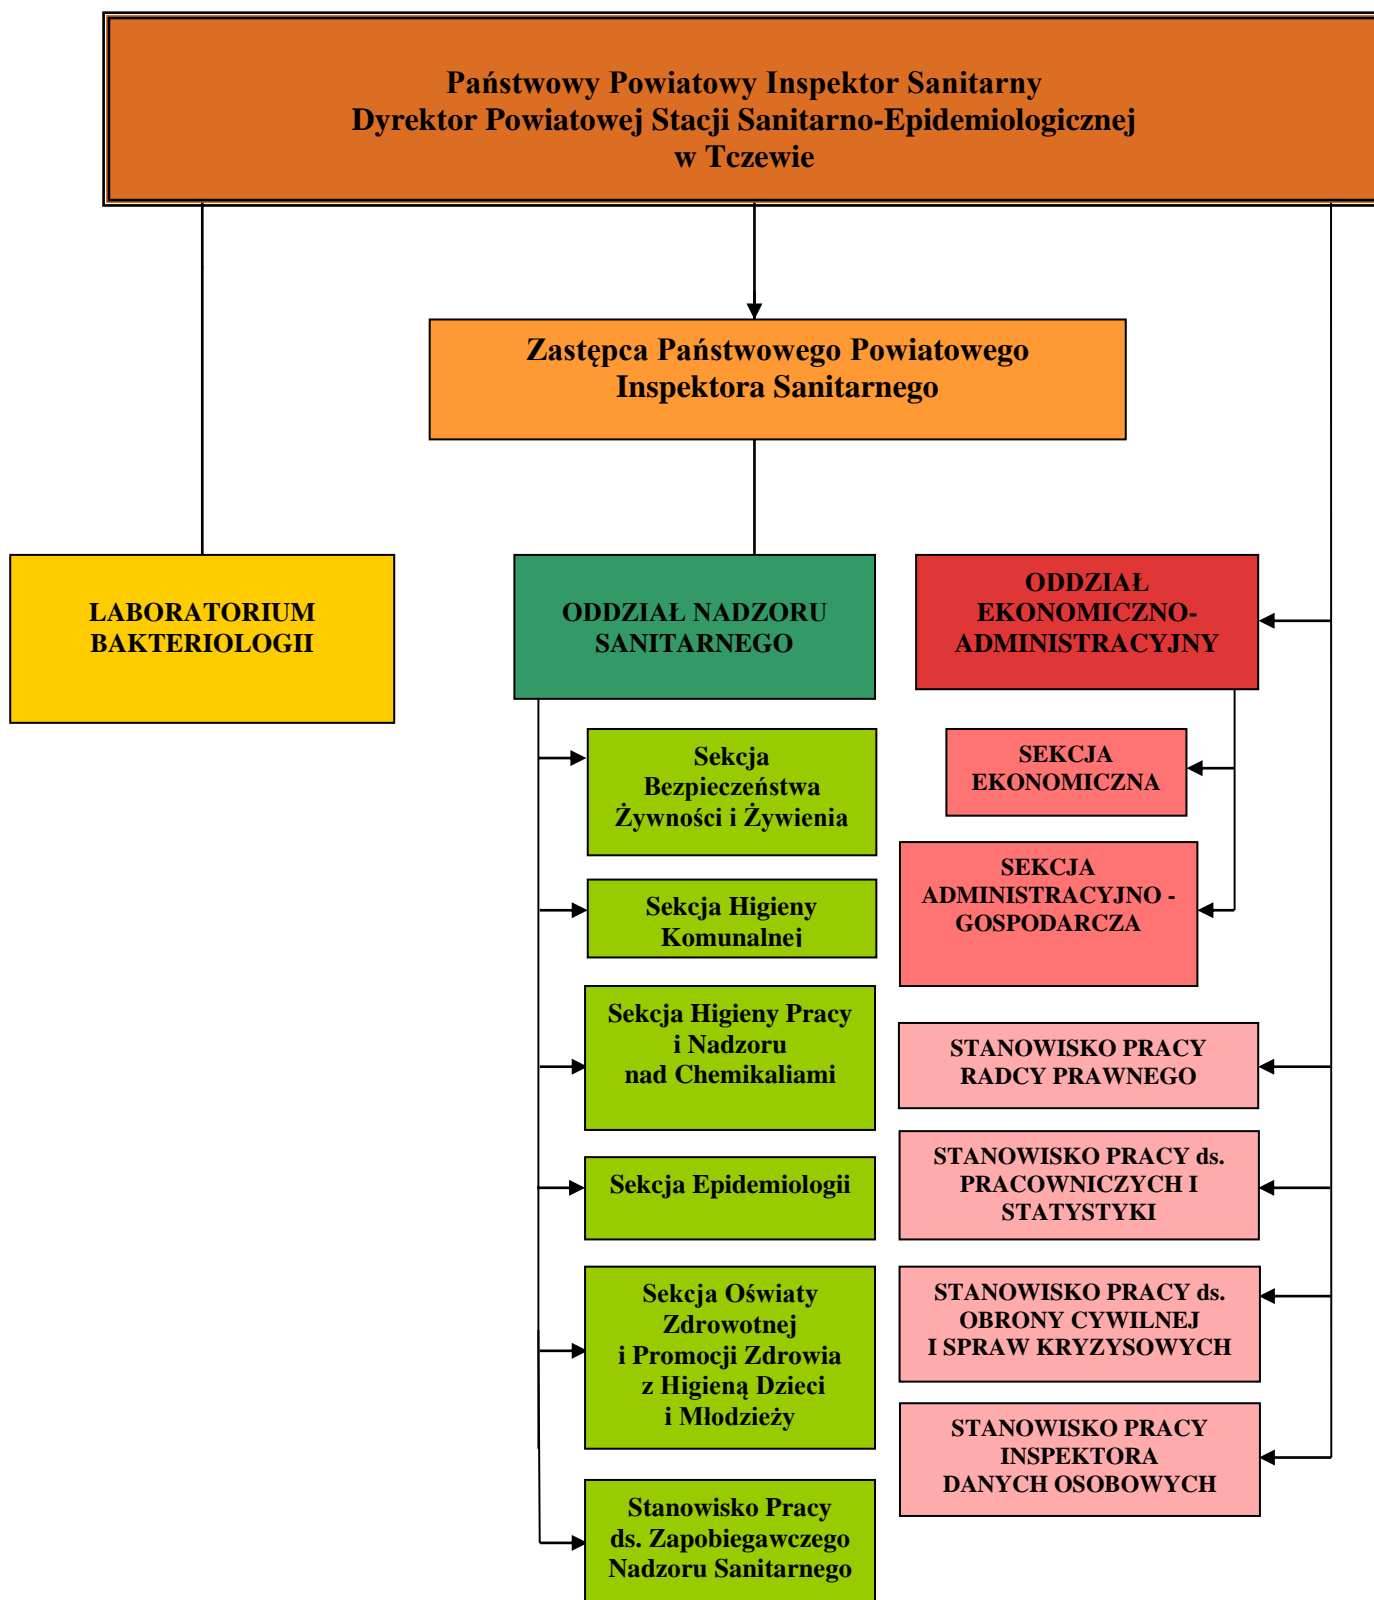 Państwowy Powiatowy Inspektor Sanitarny
Dyrektor Powiatowej Stacji Sanitarno-Epidemiologicznej
w Tczewie
Zastępca Państwowego Powiatowego
Inspektora Sanitarnego
LABORATORIUM
BAKTERIOLOGII
ODDZIAŁ NADZORU
SANITARNEGO
ODDZIAŁ
EKONOMICZNO-
ADMINISTRACYJNY
Sekcja
Bezpieczeństwa
Żywności i Żywienia
Sekcja Higieny
Komunalnej
Sekcja Higieny Pracy
i Nadzoru
nad Chemikaliami
Sekcja Epidemiologii
Sekcja Oświaty
Zdrowotnej
i Promocji Zdrowia
z Higieną Dzieci
i Młodzieży
Stanowisko Pracy
ds. Zapobiegawczego
Nadzoru Sanitarnego
SEKCJA
EKONOMICZNA
SEKCJA
ADMINISTRACYJNO -
GOSPODARCZA
STANOWISKO PRACY
RADCY PRAWNEGO
STANOWISKO PRACY ds.
PRACOWNICZYCH I
STATYSTYKI
STANOWISKO PRACY ds.
OBRONY CYWILNEJ
I SPRAW KRYZYSOWYCH
STANOWISKO PRACY
INSPEKTORA
DANYCH OSOBOWYCH